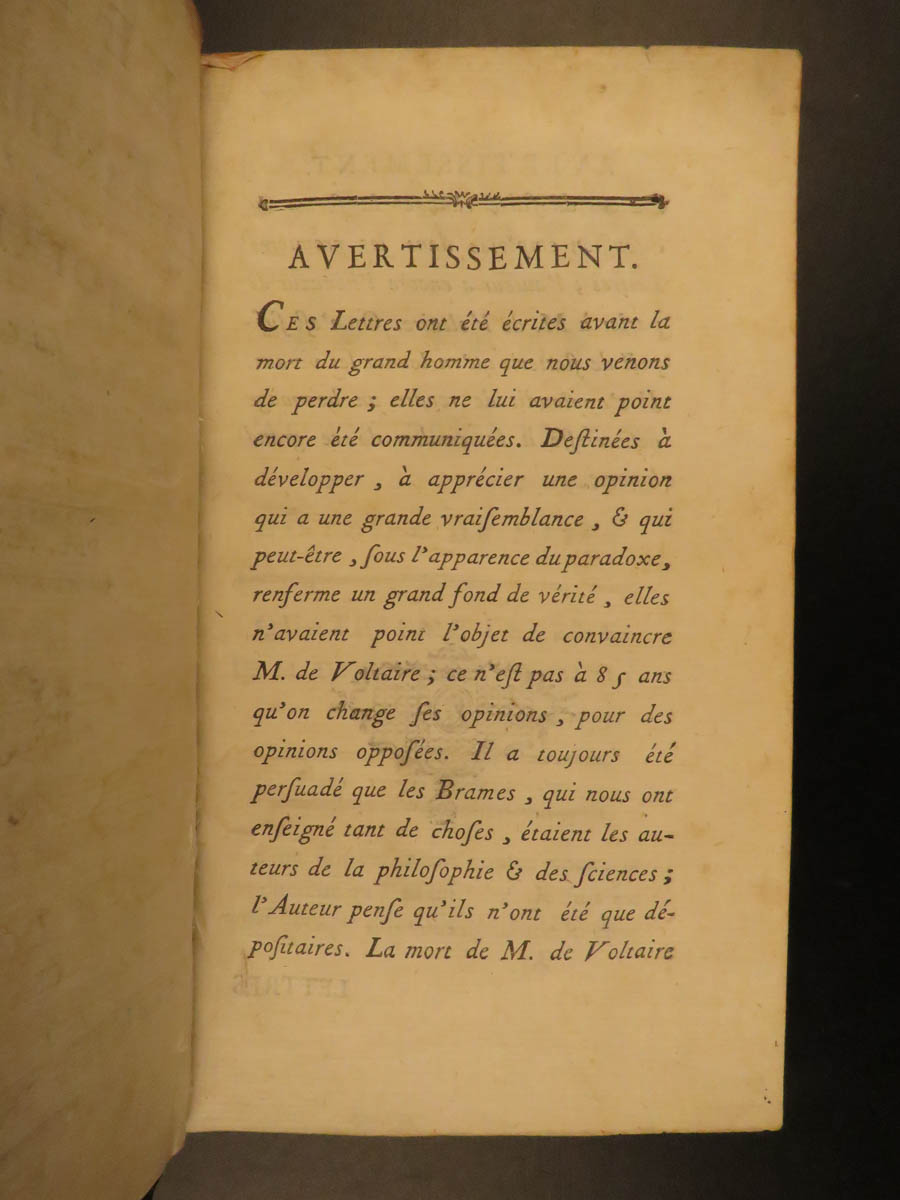 AVERTISSEMENT.
CES Lettres ont été écrites avant la
mort du grand homme que nous venons
de perdre ; elles ne lui avaient point
encore été communiquées. Deſtinées à
développer, à apprécier une opinion
qui a une grande vraiſemblance, & qui
peut-être, ſous l'apparence du paradoxe,
renferme un grand fond de vérité, elles
n'avaient point l'objet de convaincre
M. de Voltaire ; ce n'eſt pas à 85 ans
qu'on change ſes opinions, pour des
opinions oppoſées. Il a toujours été
perſuadé que les Brames, qui nous ont
enſeigné tant de choſes, étaient les au-
teurs de la philoſophie & des ſciences ;
l'Auteur penſe qu'ils n'ont été que dé-
poſitaires. La mort de M. de Voltaire